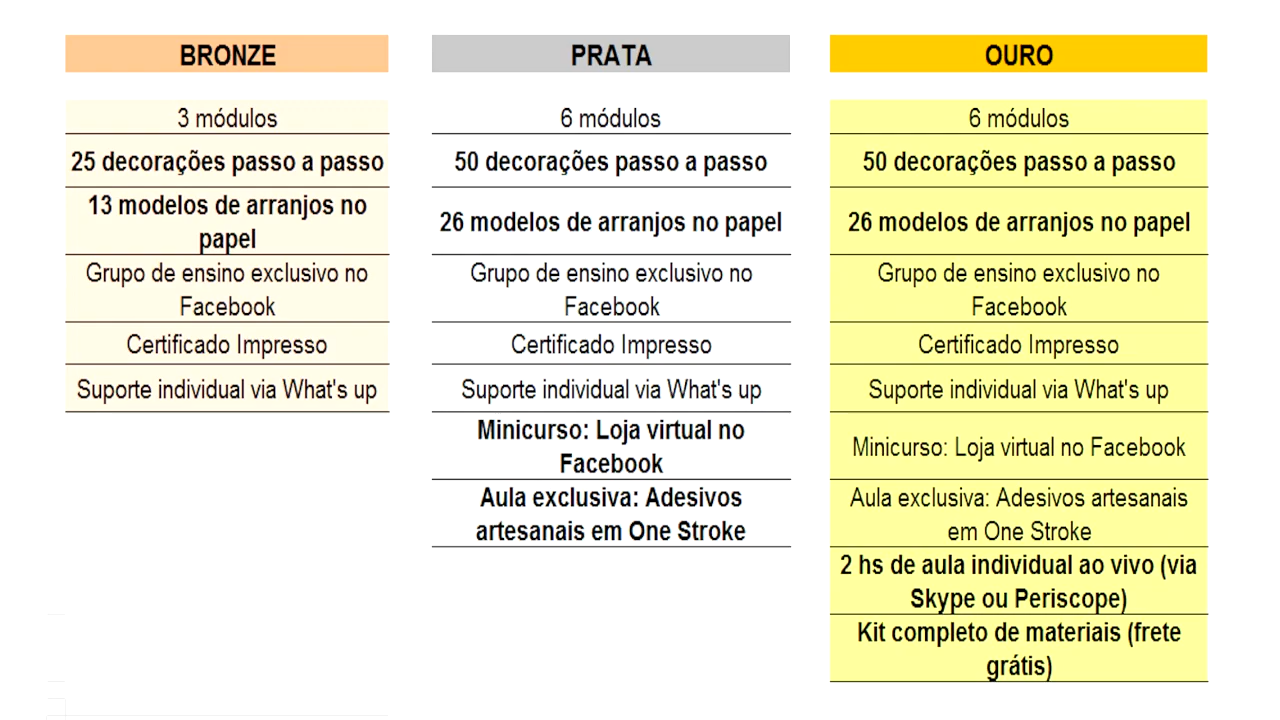 BRONZE
3 módulos
25 decorações passo a passo
13 modelos de arranjos no
papel
Grupo de ensino exclusivo no
Facebook
Certificado Impresso
Suporte individual via What's up
PRATA
6 módulos
50 decorações passo a passo
26 modelos de arranjos no papel
Grupo de ensino exclusivo no
Facebook
Certificado Impresso
Suporte individual via What's up
Minicurso: Loja virtual no
Facebook
Aula exclusiva: Adesivos
artesanais em One Stroke
OURO
6 módulos
50 decorações passo a passo
26 modelos de arranjos no papel
Grupo de ensino exclusivo no
Facebook
Certificado Impresso
Suporte individual via What's up
Minicurso: Loja virtual no Facebook
Aula exclusiva: Adesivos artesanais
em One Stroke
2 hs de aula individual ao vivo (via
Skype ou Periscope)
Kit completo de materiais (frete
grátis)